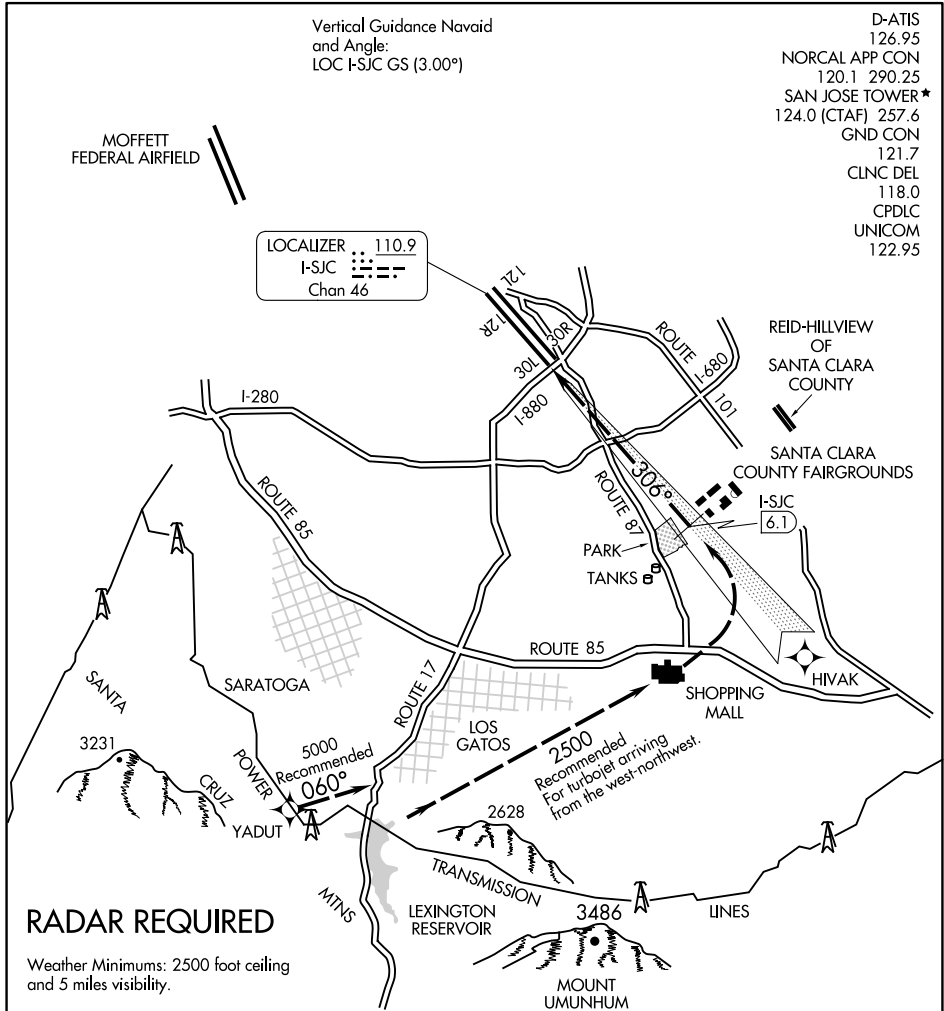 Vertical Guidance Navaid
and Angle:
LOC I-SJC GS (3.00°)
D-ATIS
126.95
NORCAL APP CON
120.1 290.25
SAN JOSE TOWER★
124.0 (CTAF) 257.6
GND CON
121.7
CLNC DEL
118.0
CPDLC
UNICOM
122.95
MOFFETT
FEDERAL AIRFIELD
LOCALIZER 110.9
I-SJC
Chan 46
12L
12R
30R
30L
ROUTE
101
I-680
I-880
I-280
REID-HILLVIEW
OF
SANTA CLARA
COUNTY
SANTA CLARA
COUNTY FAIRGROUNDS
306°
I-SJC
6.1
ROUTE 85
ROUTE 87
PARK
TANKS
ROUTE 85
HIVAK
SHOPPING
MALL
ROUTE 17
SARATOGA
LOS
GATOS
SANTA
CRUZ
MTNS
3231
5000
Recommended
060°
2500
Recommended
For turbojet arriving
from the west-northwest.
YADUT
2628
POWER
TRANSMISSION
LINES
LEXINGTON
RESERVOIR
3486
MOUNT
UMUNHUM
RADAR REQUIRED
Weather Minimums: 2500 foot ceiling
and 5 miles visibility.